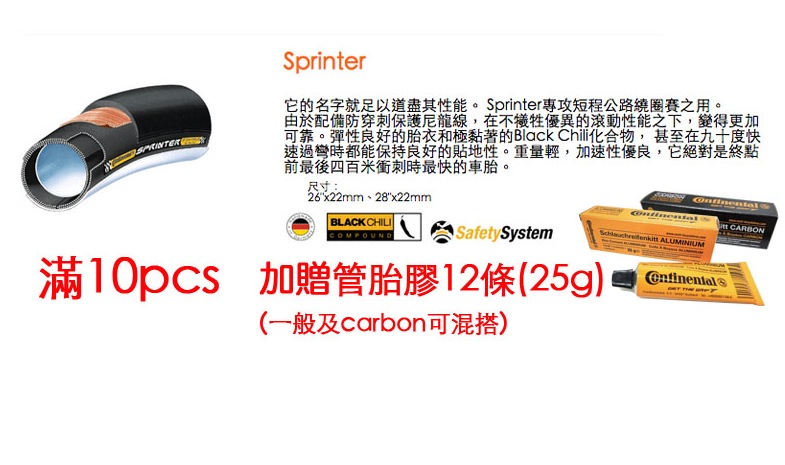 Sprinter
它的名字就足以道盡其性能。 Sprinter專攻短程公路繞圈賽之用。
由於配備防穿刺保護尼龍線，在不犧牲優異的滾動性能之下，變得更加
可靠。彈性良好的胎衣和極黏著的Black Chili化合物， 甚至在九十度快
速過彎時都能保持良好的貼地性。重量輕，加速性優良，它絕對是終點
前最後四百米衝刺時最快的車胎。
尺寸：
26"x22mm、28"x22mm
SPRINTER
BLACK CHILI
COMPOUND
SafetySystem
CARBON
Continental
Schlauchreifenkitt ALUMINIUM
Continental
GET THE GRIP
滿10pcs 加贈管胎膠12條(25g)
(一般及carbon可混搭)